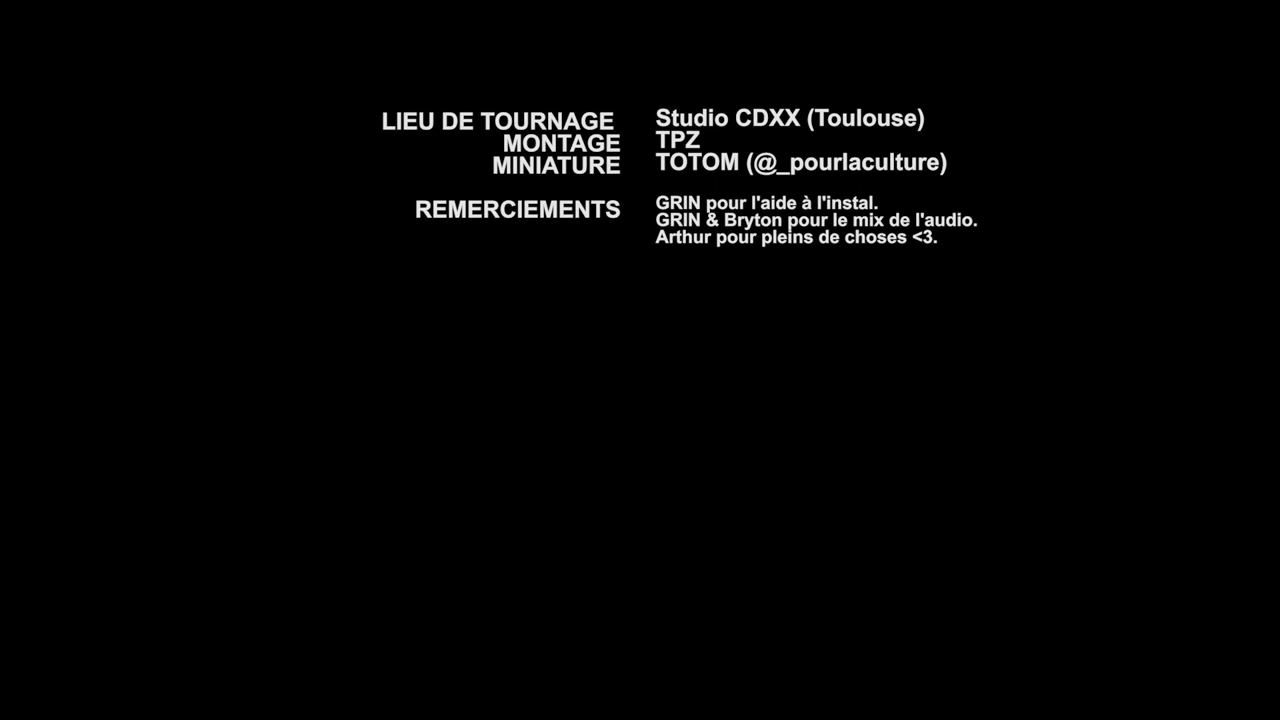 LIEU DE TOURNAGE Studio CDXX (Toulouse)
MONTAGE TPZ
MINIATURE TOTOM (@_pourlaculture)
REMERCIEMENTS GRIN pour l'aide à l'instal.
GRIN & Bryton pour le mix de l'audio.
Arthur pour pleins de choses <3.